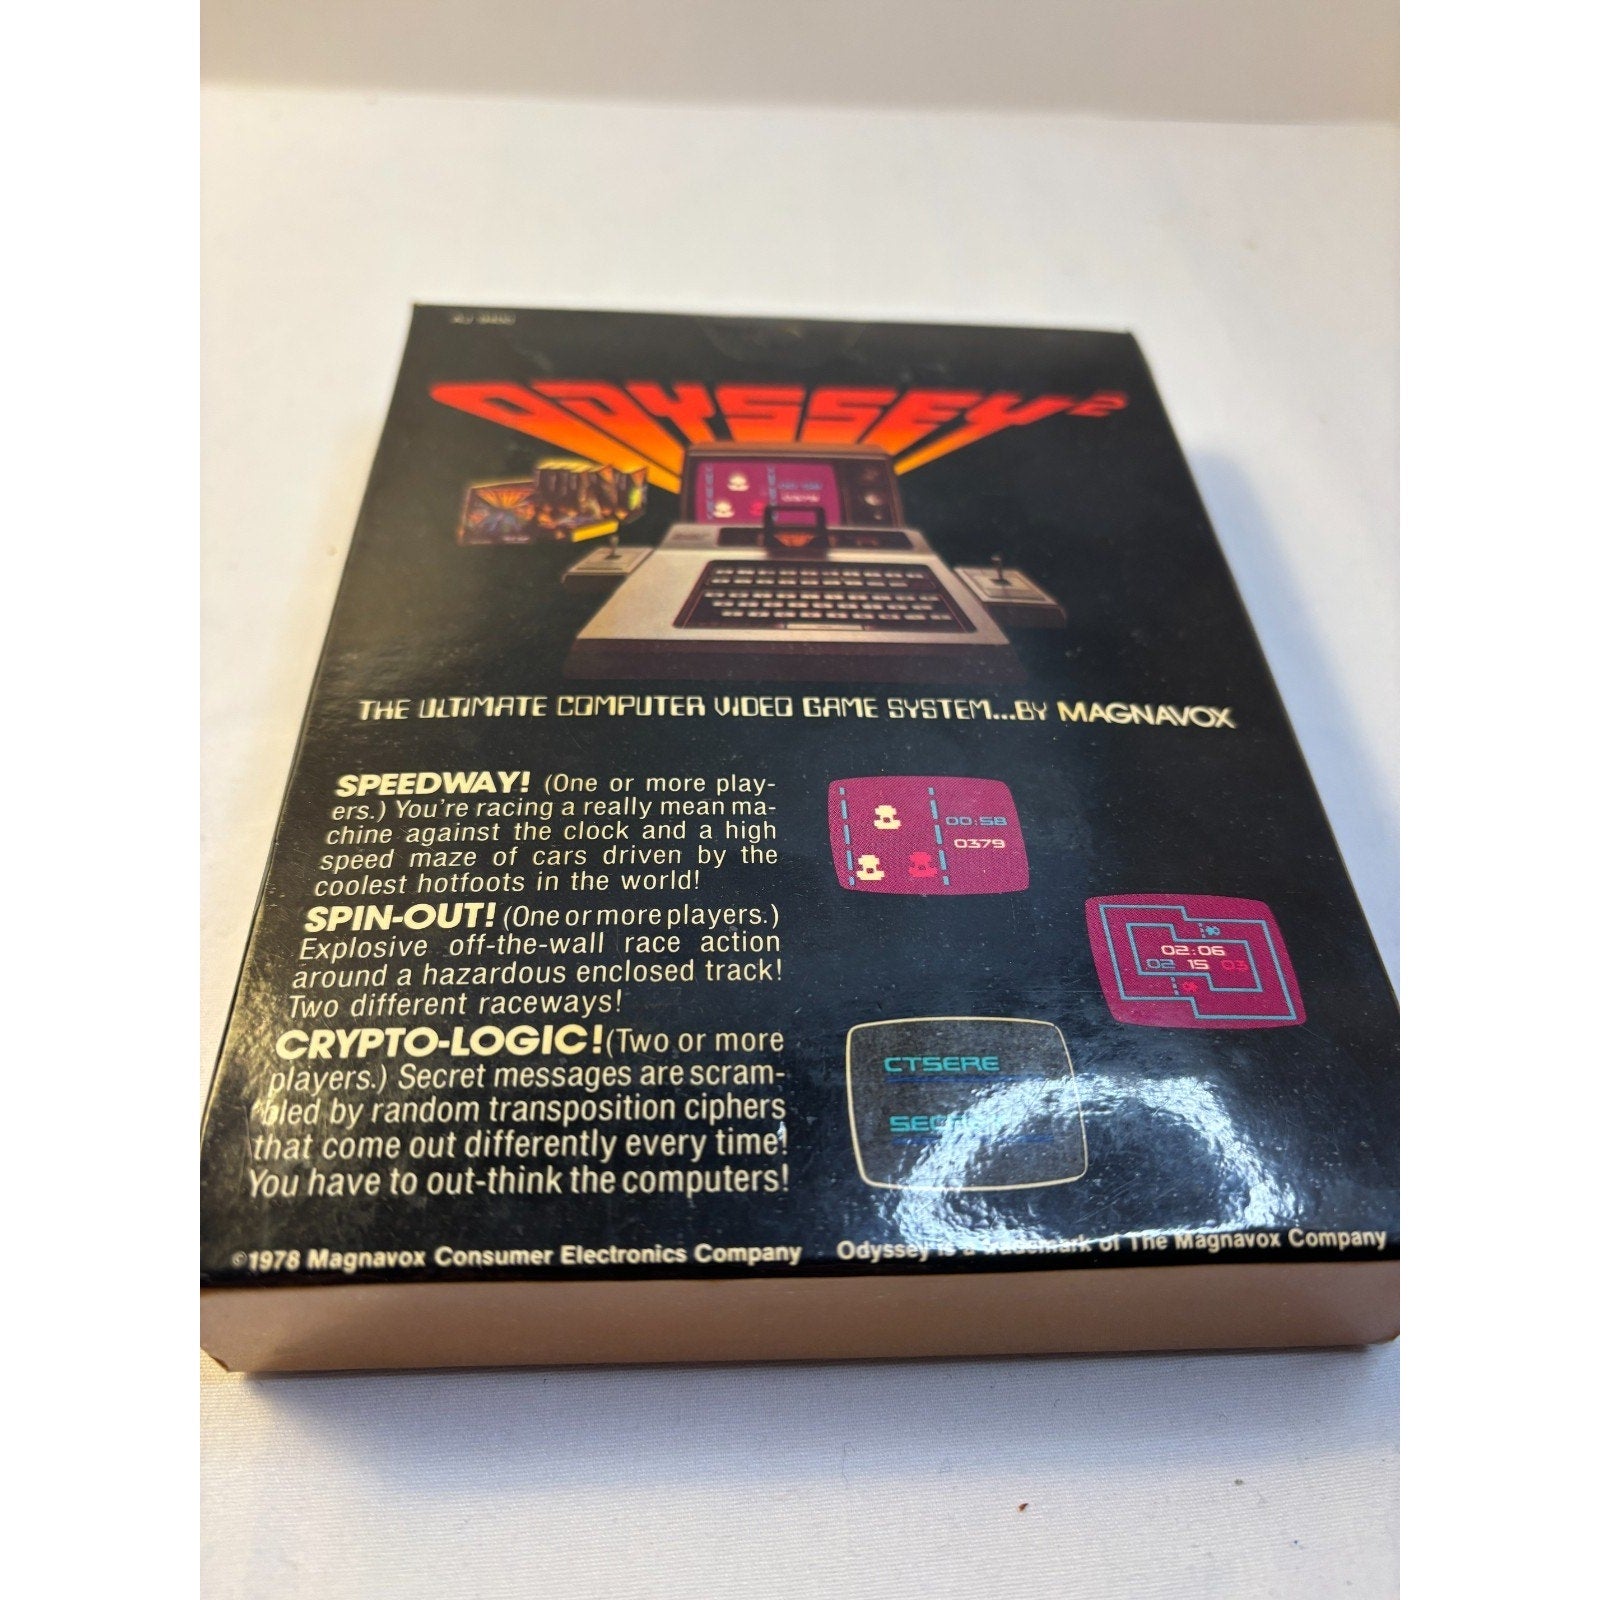 ODYSSEY²
THE ULTIMATE COMPUTER VIDEO GAME SYSTEM...BY MAGNAVOX
SPEEDWAY! (One or more play-
ers.) You're racing a really mean ma-
chine against the clock and a high
speed maze of cars driven by the
coolest hotfoots in the world!
00:58
0379
SPIN-OUT! (One or more players.)
Explosive off-the-wall race action
around a hazardous enclosed track!
Two different raceways!
02:06
02 15 03
CRYPTO-LOGIC! (Two or more
players.) Secret messages are scram-
bled by random transposition ciphers
that come out differently every time!
You have to out-think the computers!
CTSERE
©1978 Magnavox Consumer Electronics Company
Odyssey is a trademark of The Magnavox Company